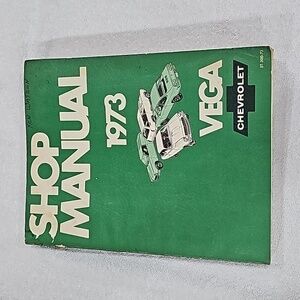 SHOP
MANUAL
1973
VEGA
CHEVROLET